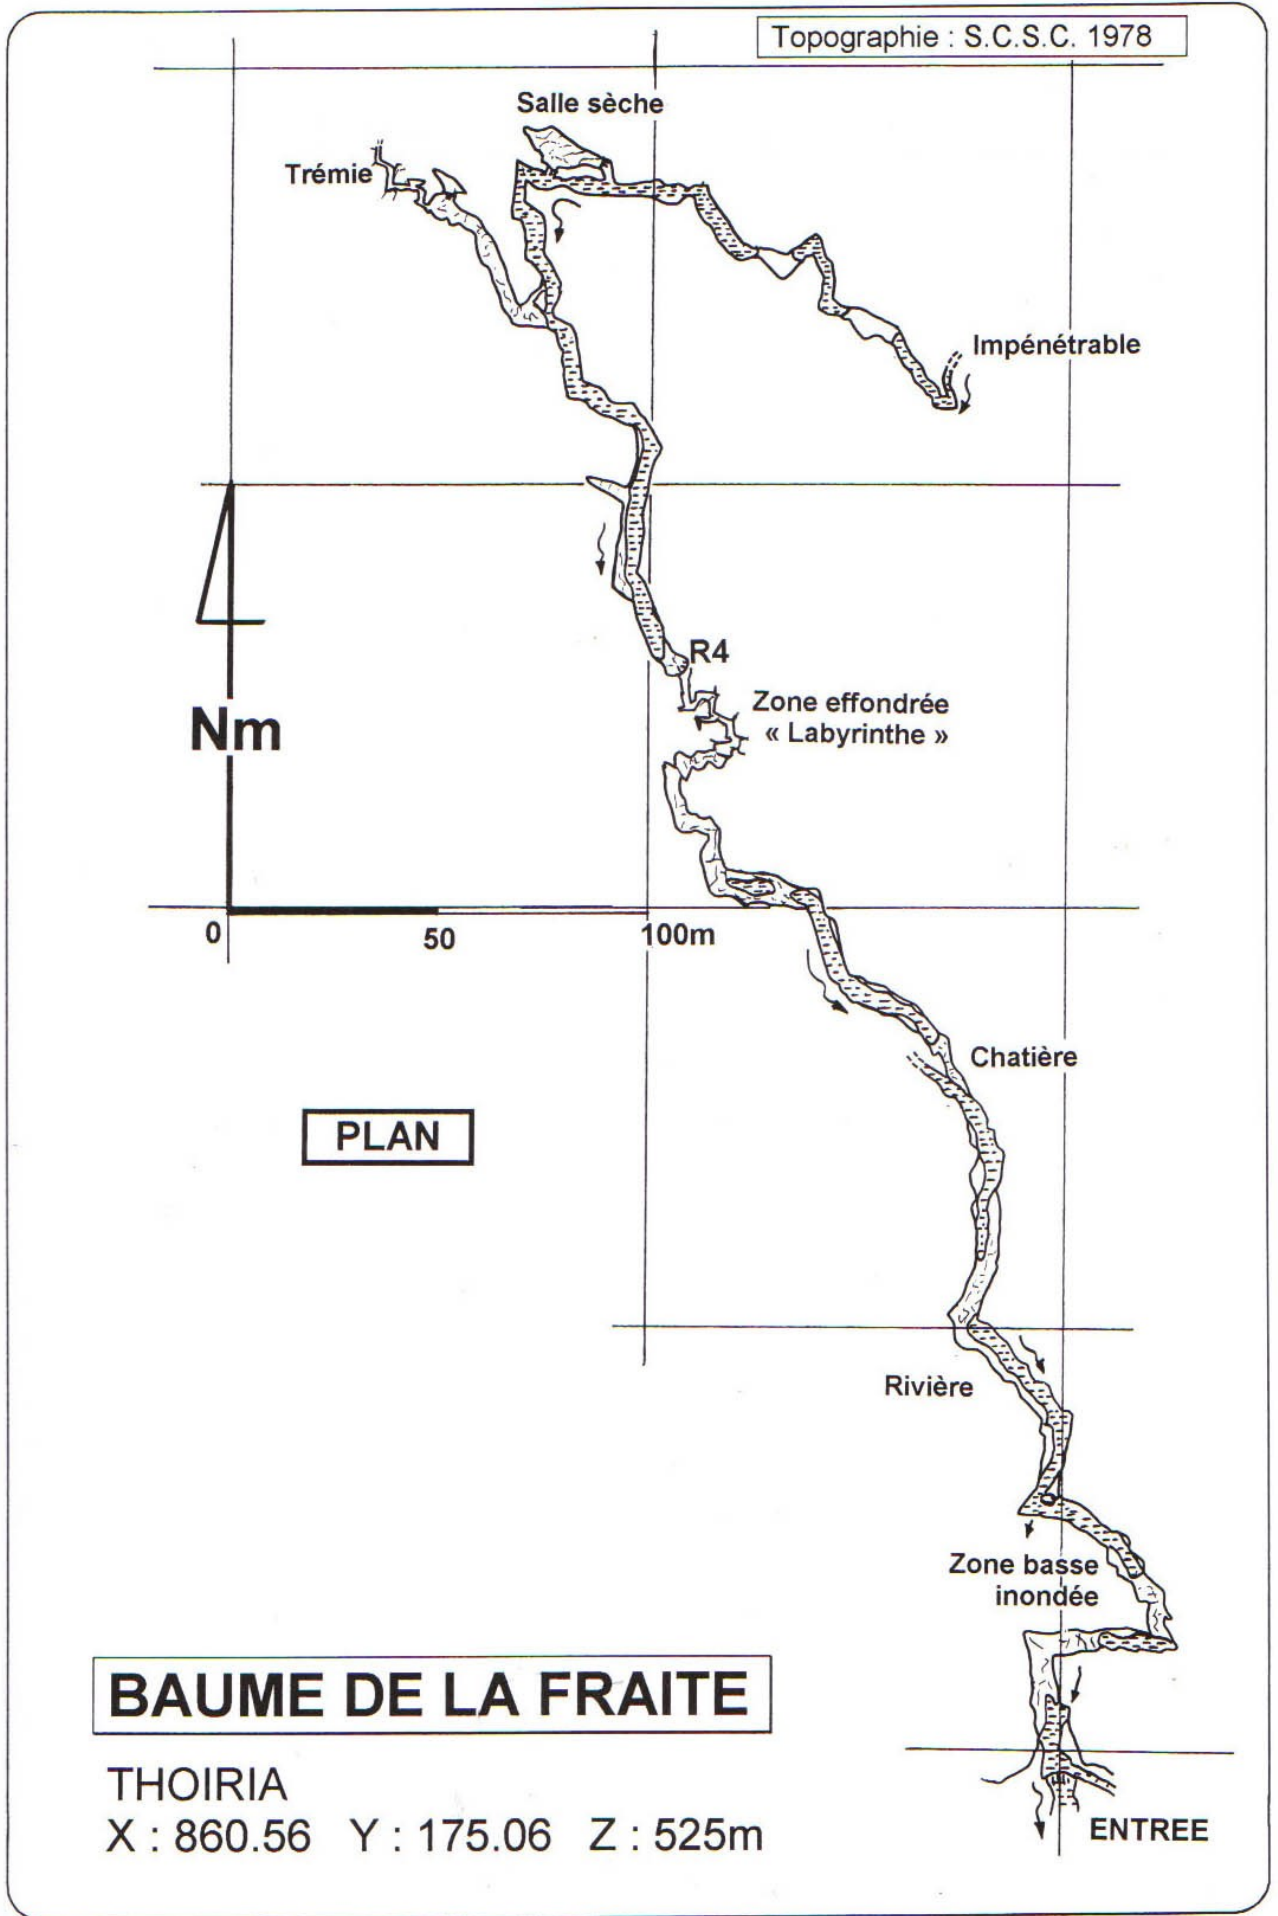 Topographie : S.C.S.C. 1978
Salle sèche
Trémie
Impénétrable
R4
Zone effondrée
« Labyrinthe »
Nm
0
50
100m
Chatière
PLAN
Rivière
Zone basse
inondée
BAUME DE LA FRAITE
THOIRIA
X : 860.56 Y : 175.06 Z : 525m
ENTREE